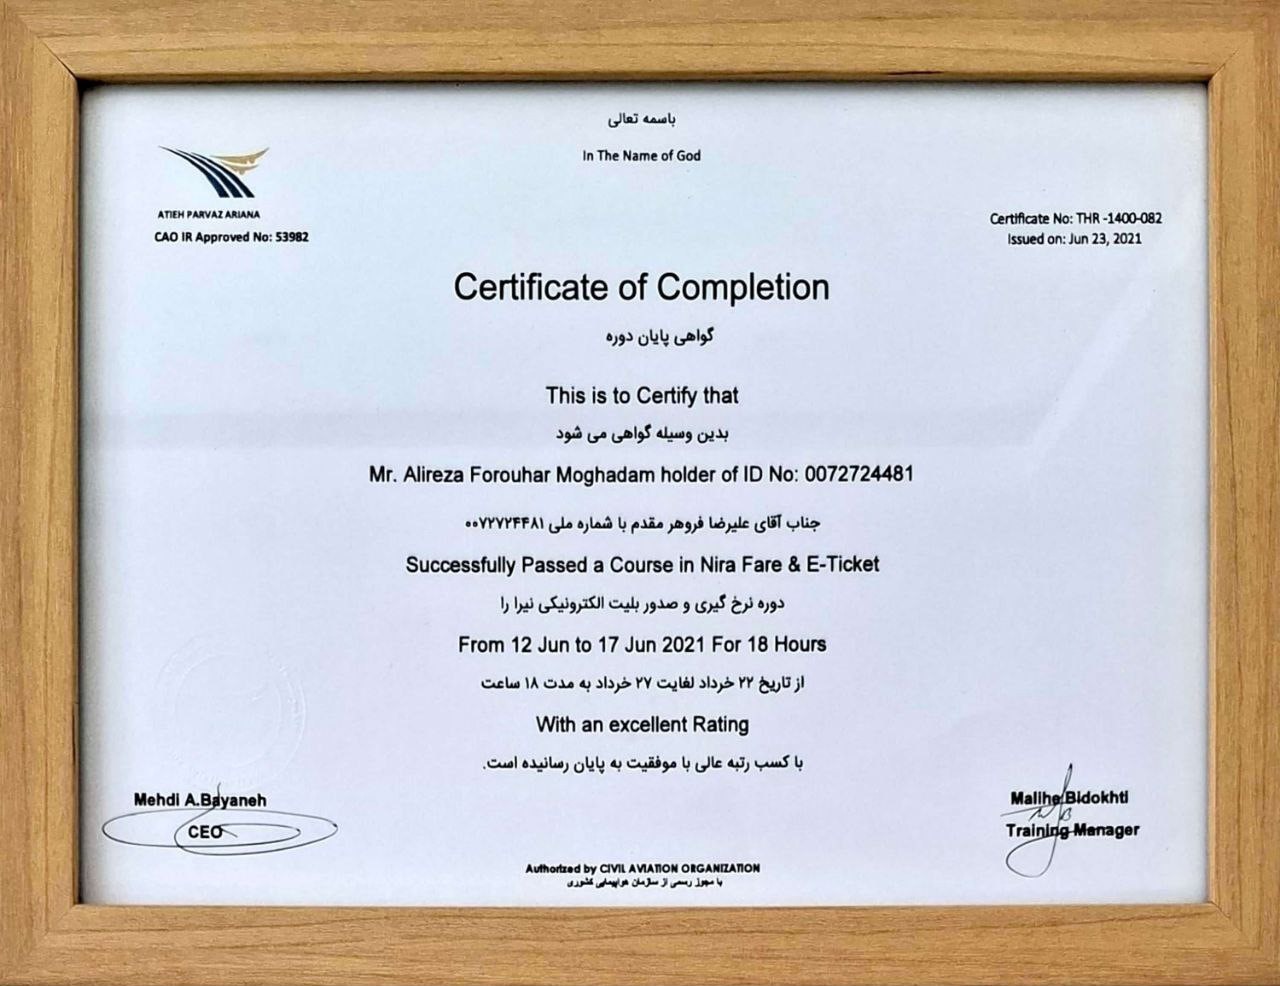 باسمه تعالی
In The Name of God
ATIEH PARVAZ ARIANA
CAO IR Approved No: 53982
Certificate No: THR -1400-082
Issued on: Jun 23, 2021
Certificate of Completion
گواهی پایان دوره
This is to Certify that
بدین وسیله گواهی می شود
Mr. Alireza Forouhar Moghadam holder of ID No: 0072724481
جناب آقای علیرضا فروهر مقدم با شماره ملی ۰۰۷۲۷۲۴۴۸۱
Successfully Passed a Course in Nira Fare & E-Ticket
دوره نرخ گیری و صدور بلیت الکترونیکی نیرا را
From 12 Jun to 17 Jun 2021 For 18 Hours
از تاریخ ۲۲ خرداد لغایت ۲۷ خرداد به مدت ۱۸ ساعت
With an excellent Rating
با کسب رتبه عالی با موفقیت به پایان رسانیده است.
Mehdi A.Bayaneh
CEO
Malihe Bidokhti
Training Manager
Authorized by CIVIL AVIATION ORGANIZATION
با مجوز رسمی از سازمان هواپیمایی کشوری